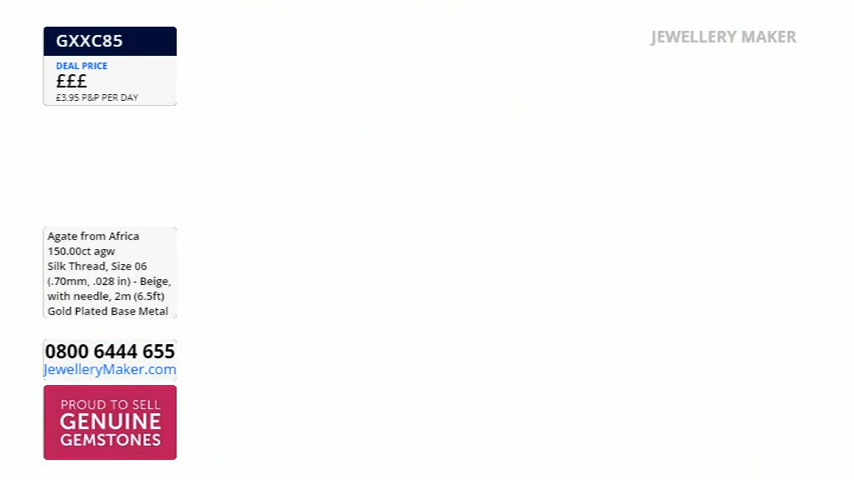 GXXC85
JEWELLERY MAKER
DEAL PRICE
£££
£3.95 P&P PER DAY
Agate from Africa
150.00ct agw
Silk Thread, Size 06
(.70mm, .028 in) - Beige,
with needle, 2m (6.5ft)
Gold Plated Base Metal
0800 6444 655
JewelleryMaker.com
PROUD TO SELL
GENUINE
GEMSTONES